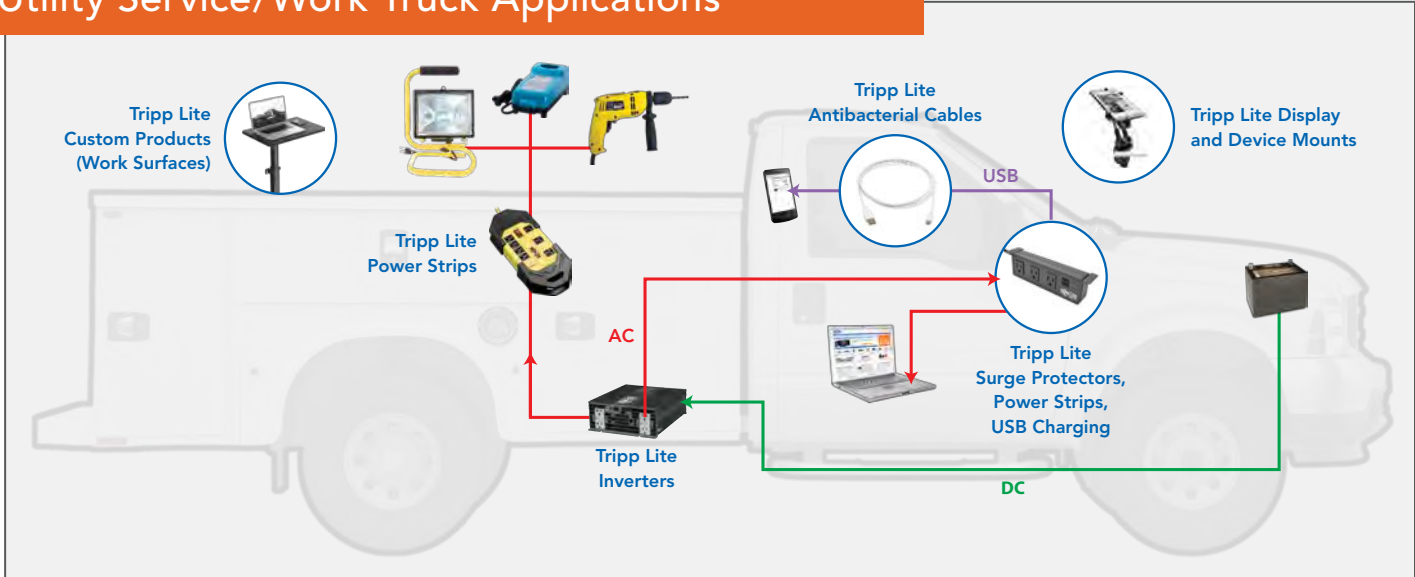 Utility Service/Work Truck Applications
Tripp Lite
Custom Products
(Work Surfaces)
Tripp Lite
Antibacterial Cables
Tripp Lite Display
and Device Mounts
USB
Tripp Lite
Power Strips
AC
Tripp Lite
Surge Protectors,
Power Strips,
USB Charging
Tripp Lite
Inverters
DC